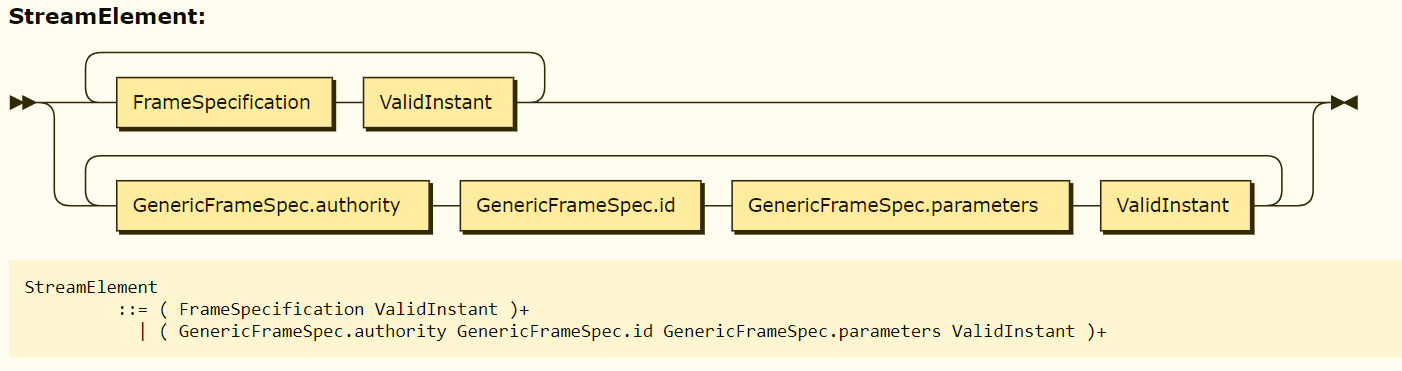 StreamElement:
FrameSpecification ValidInstant
GenericFrameSpec.authority GenericFrameSpec.id GenericFrameSpec.parameters ValidInstant
StreamElement
::= ( FrameSpecification ValidInstant )+
| ( GenericFrameSpec.authority GenericFrameSpec.id GenericFrameSpec.parameters ValidInstant )+